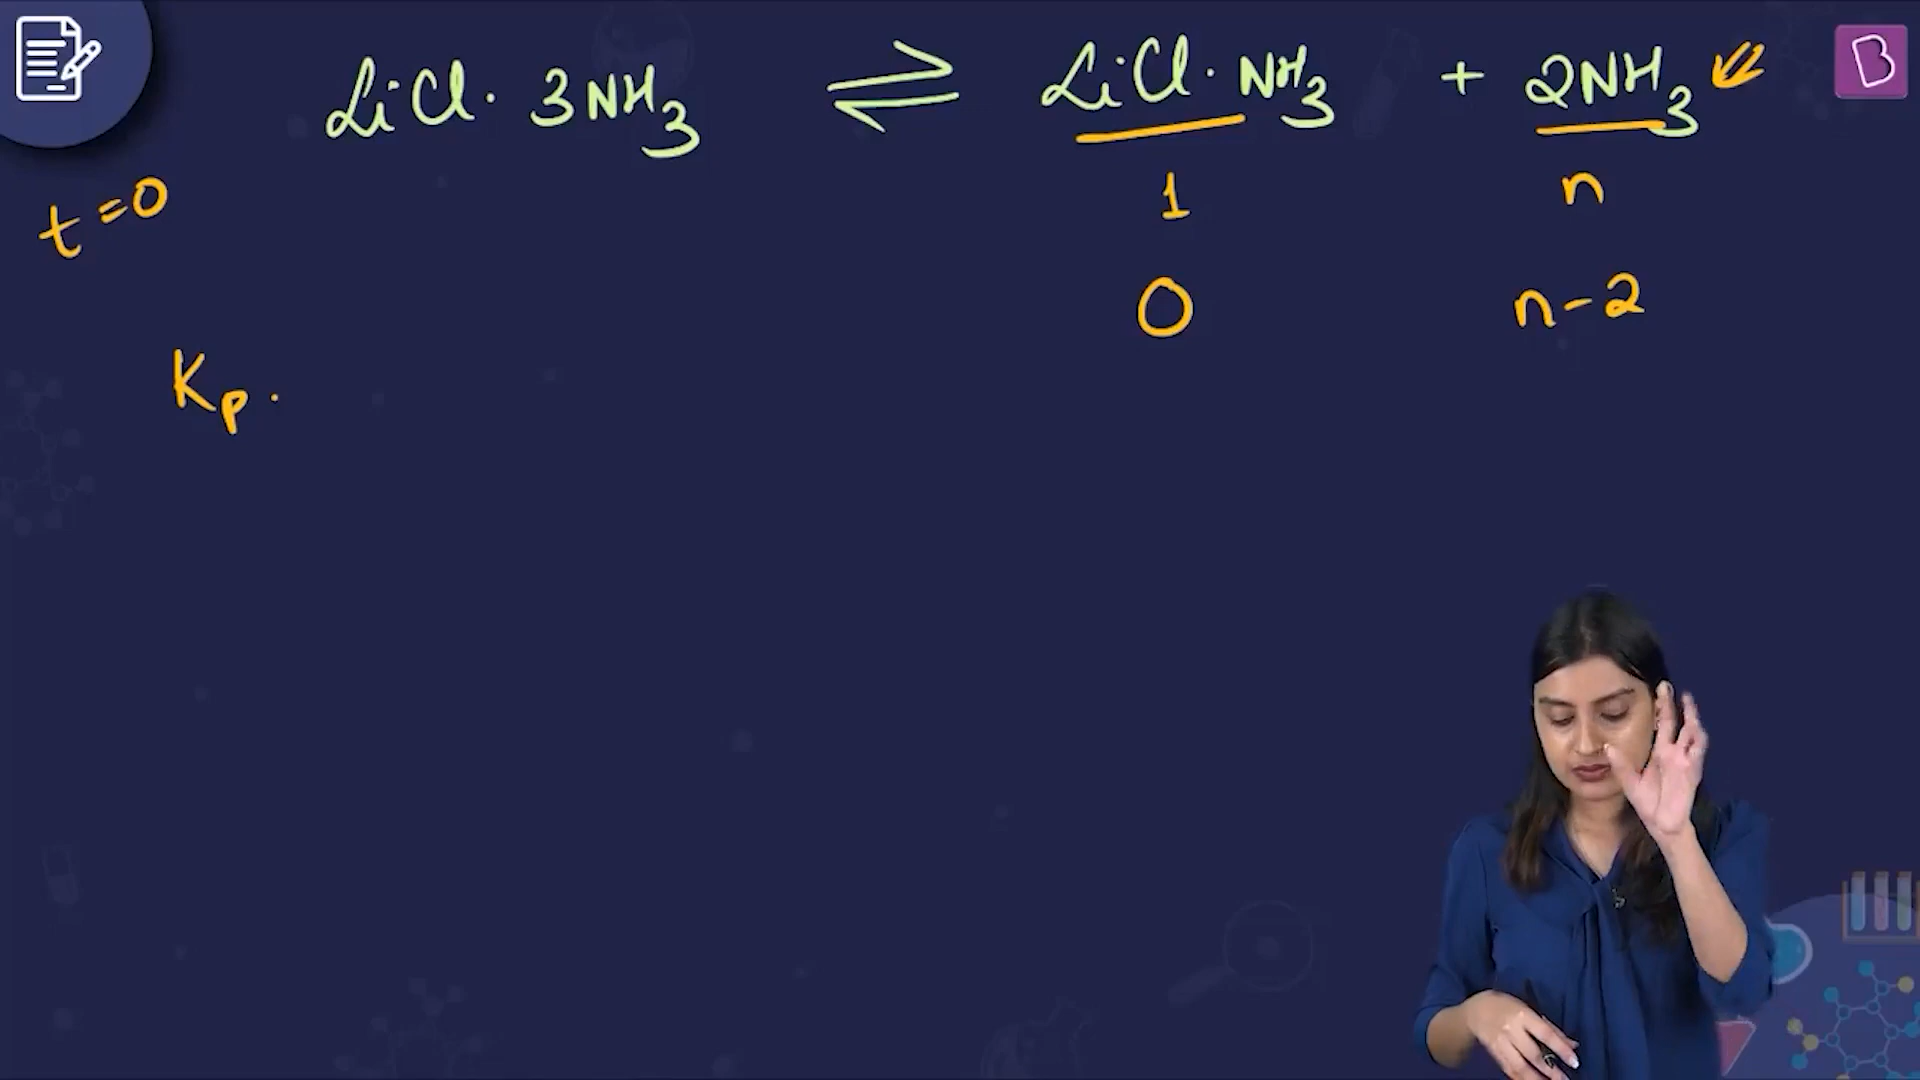 LiCl · 3NH₃ ⇌ LiCl · NH₃ + 2NH₃
t = 0 1 n
0 n - 2
Kp .
B